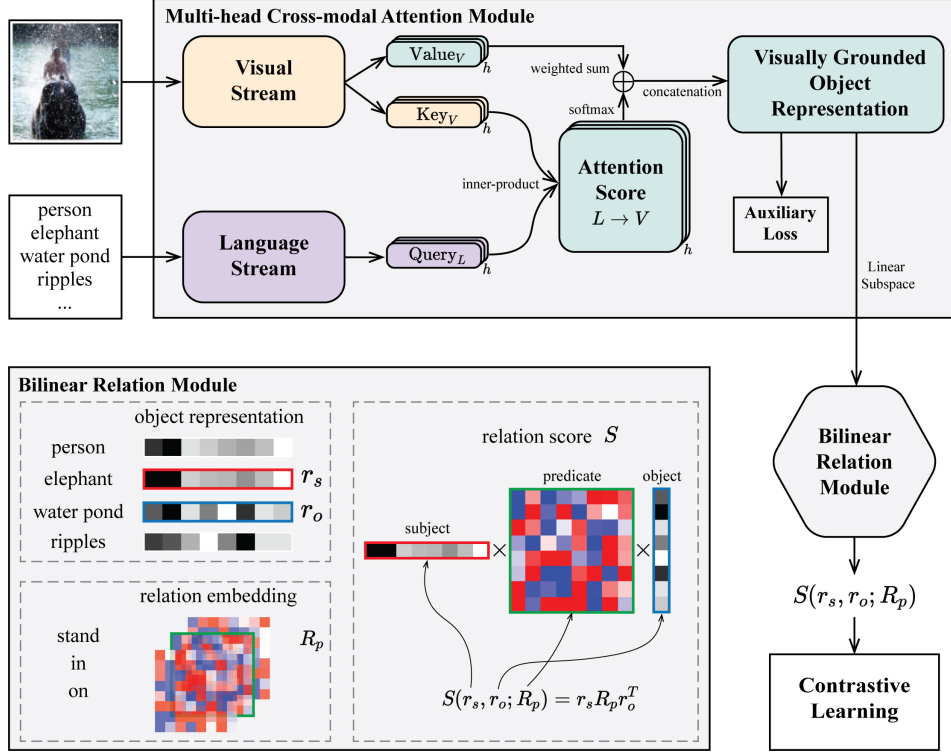 Multi-head Cross-modal Attention Module
Visual
Stream
Value_V
h
Key_V
h
weighted sum
concatenation
softmax
Visually Grounded
Object
Representation
inner-product
Attention
Score
L → V
h
Auxiliary
Loss
person
elephant
water pond
ripples
...
Language
Stream
Query_L
h
Linear
Subspace
Bilinear Relation Module
object representation
person
elephant
r_s
water pond
r_o
ripples
relation embedding
stand
in
on
R_p
relation score S
predicate
object
subject
×
×
S(r_s, r_o; R_p) = r_s R_p r_o^T
Bilinear
Relation
Module
S(r_s, r_o; R_p)
Contrastive
Learning